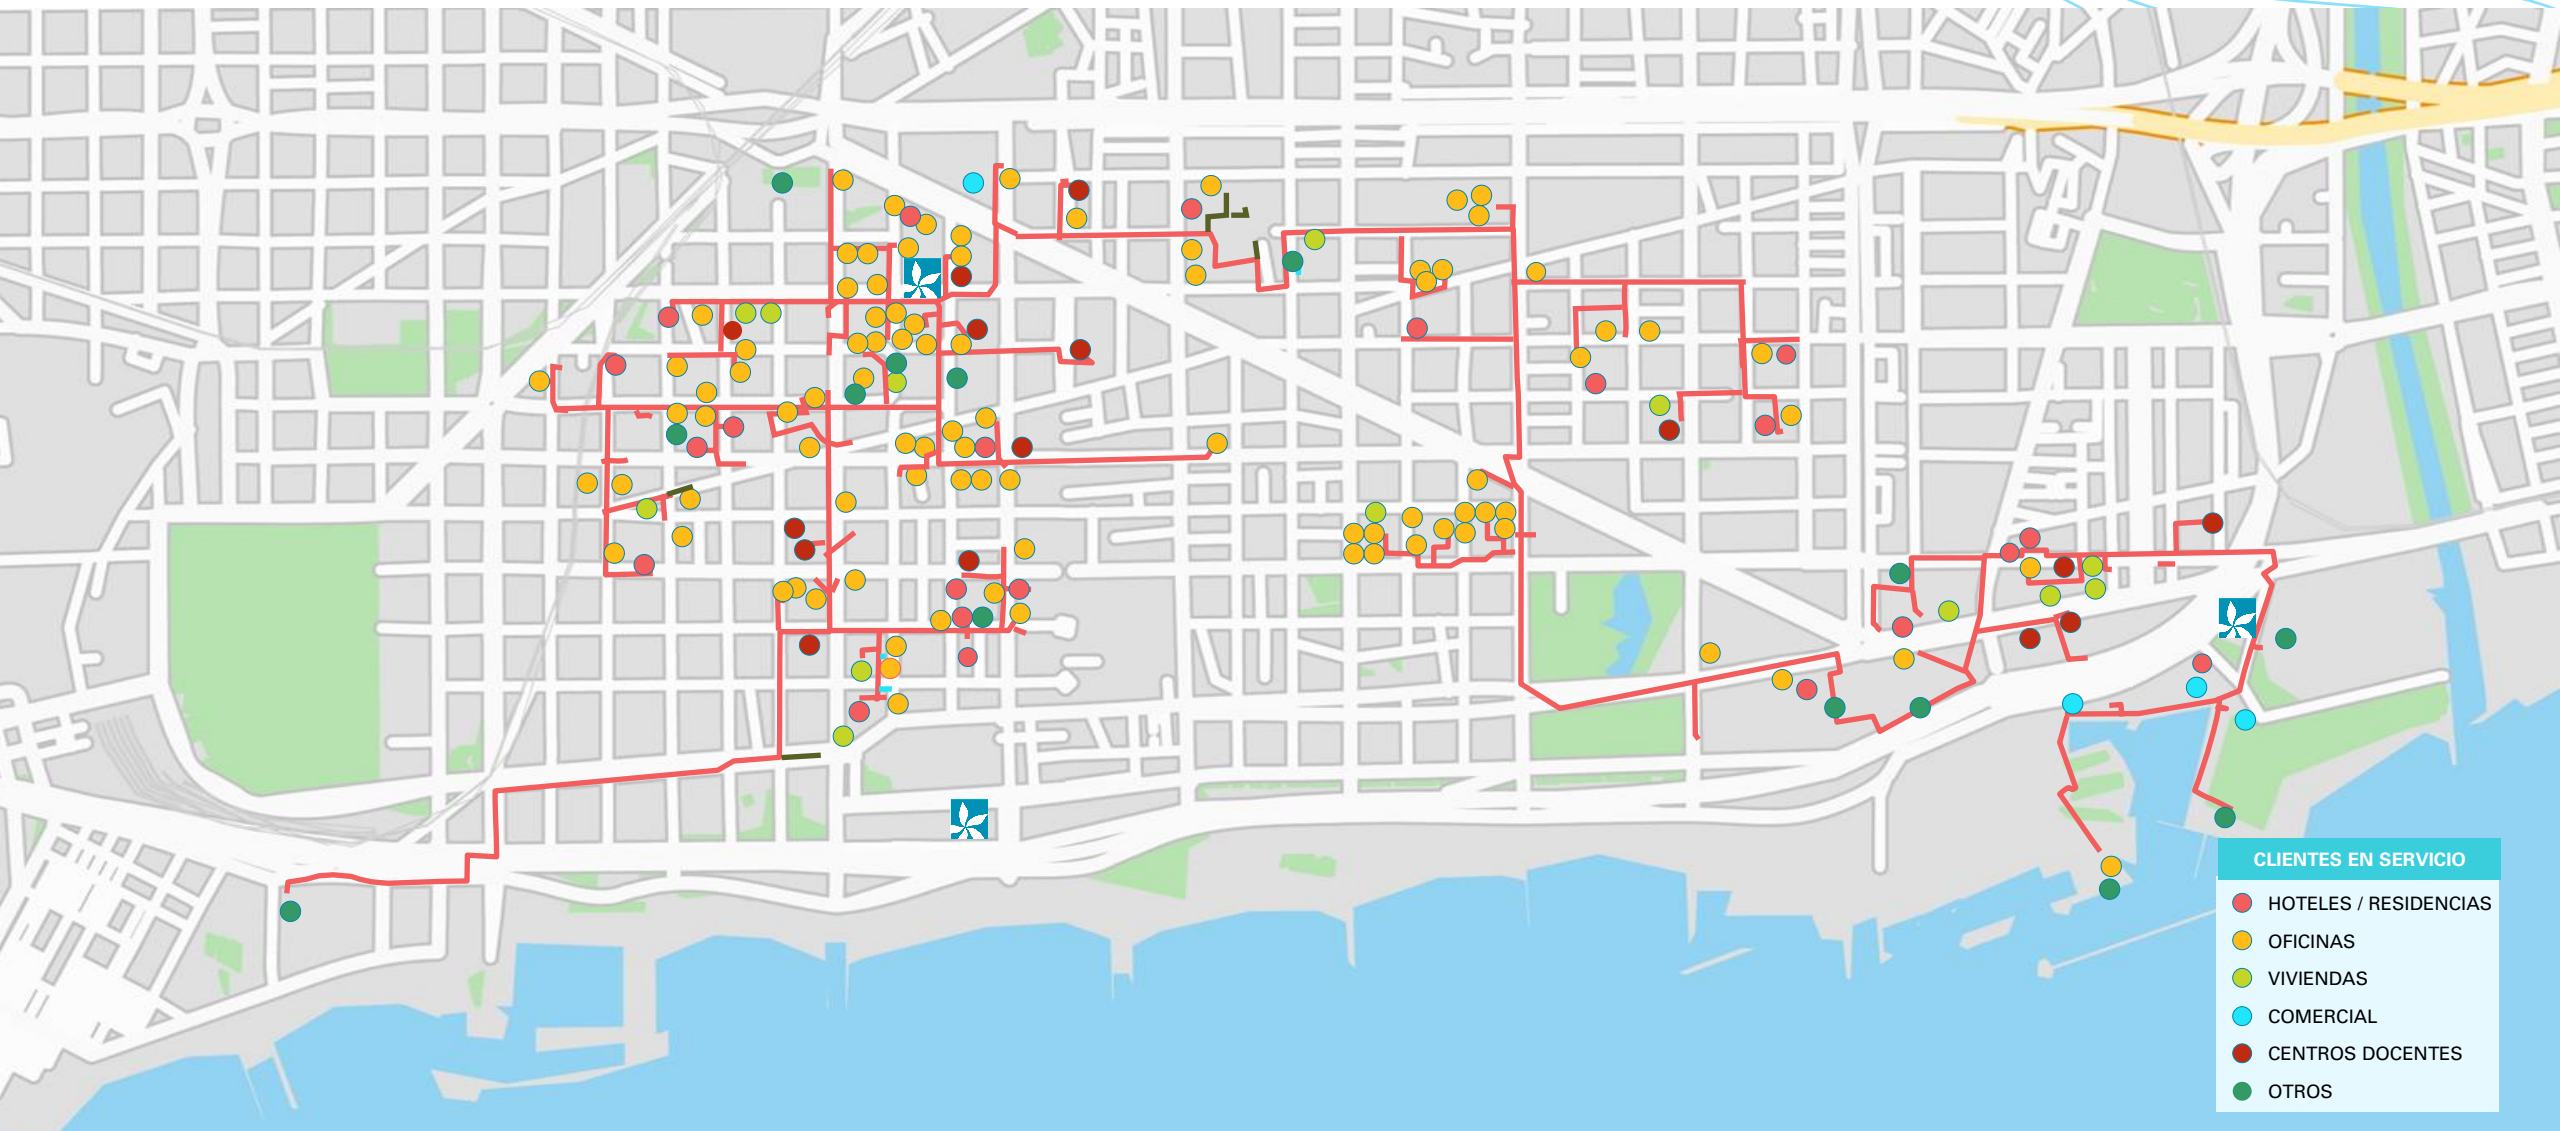 CLIENTES EN SERVICIO
HOTELES / RESIDENCIAS
OFICINAS
VIVIENDAS
COMERCIAL
CENTROS DOCENTES
OTROS